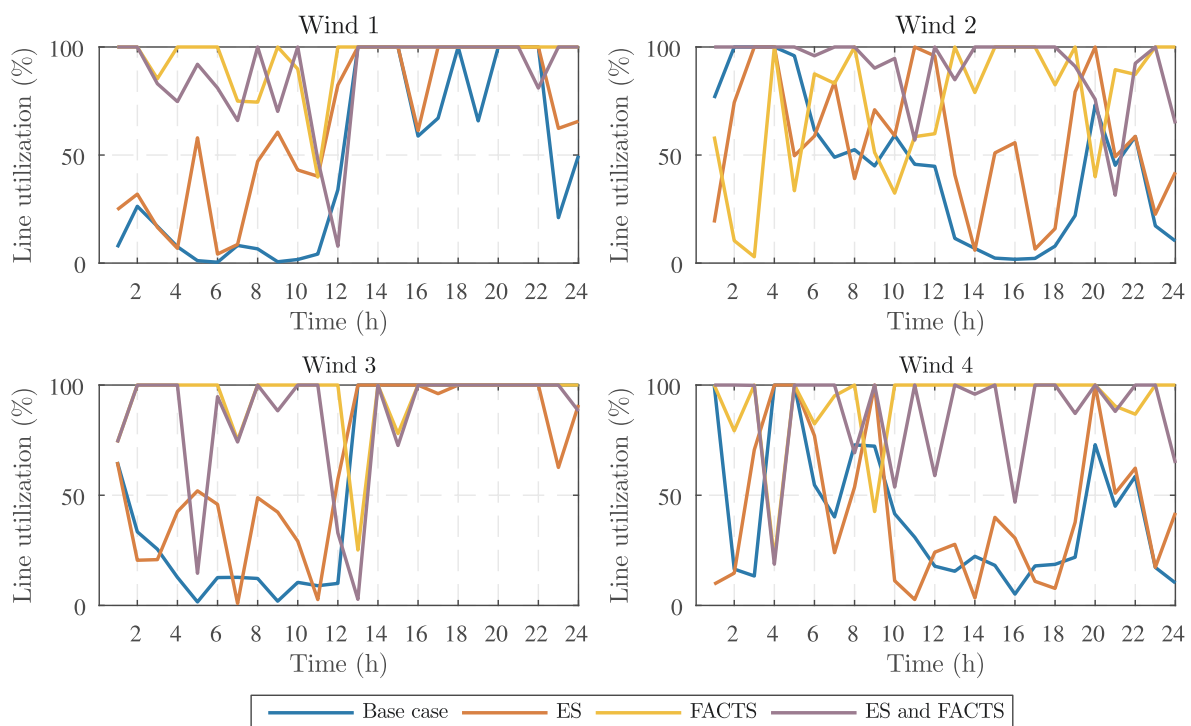 Wind 1
Line utilization (%)
100
50
0
2 4 6 8 10 12 14 16 18 20 22 24
Time (h)
Wind 2
Line utilization (%)
100
50
0
2 4 6 8 10 12 14 16 18 20 22 24
Time (h)
Wind 3
Line utilization (%)
100
50
0
2 4 6 8 10 12 14 16 18 20 22 24
Time (h)
Wind 4
Line utilization (%)
100
50
0
2 4 6 8 10 12 14 16 18 20 22 24
Time (h)
Base case ES FACTS ES and FACTS